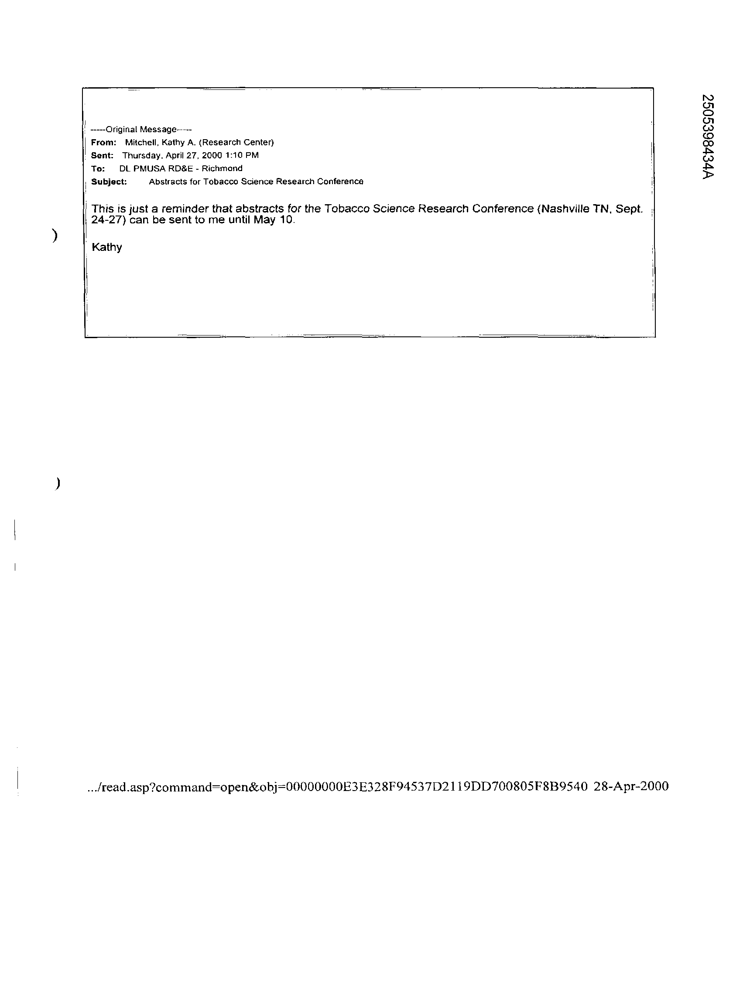 2505398434A
-----Original Message-----
From: Mitchell, Kathy A. (Research Center)
Sent: Thursday, April 27, 2000 1:10 PM
To: DL PMUSA RD&E - Richmond
Subject: Abstracts for Tobacco Science Research Conference
This is just a reminder that abstracts for the Tobacco Science Research Conference (Nashville TN, Sept.
24-27) can be sent to me until May 10.
Kathy
.../read.asp?command=open&obj=00000000E3E328F94537D2119DD700805F8B9540 28-Apr-2000